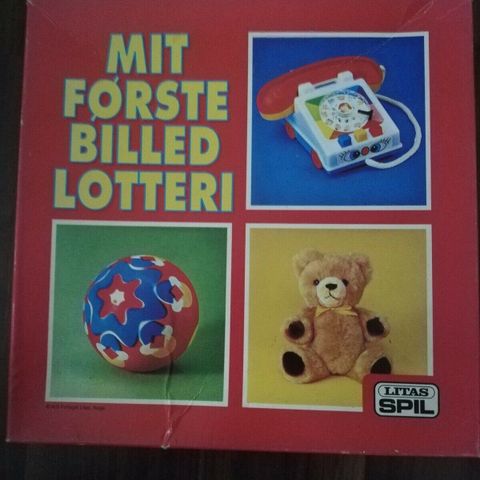 MIT
FØRSTE
BILLED
LOTTERI
LITAS
SPIL